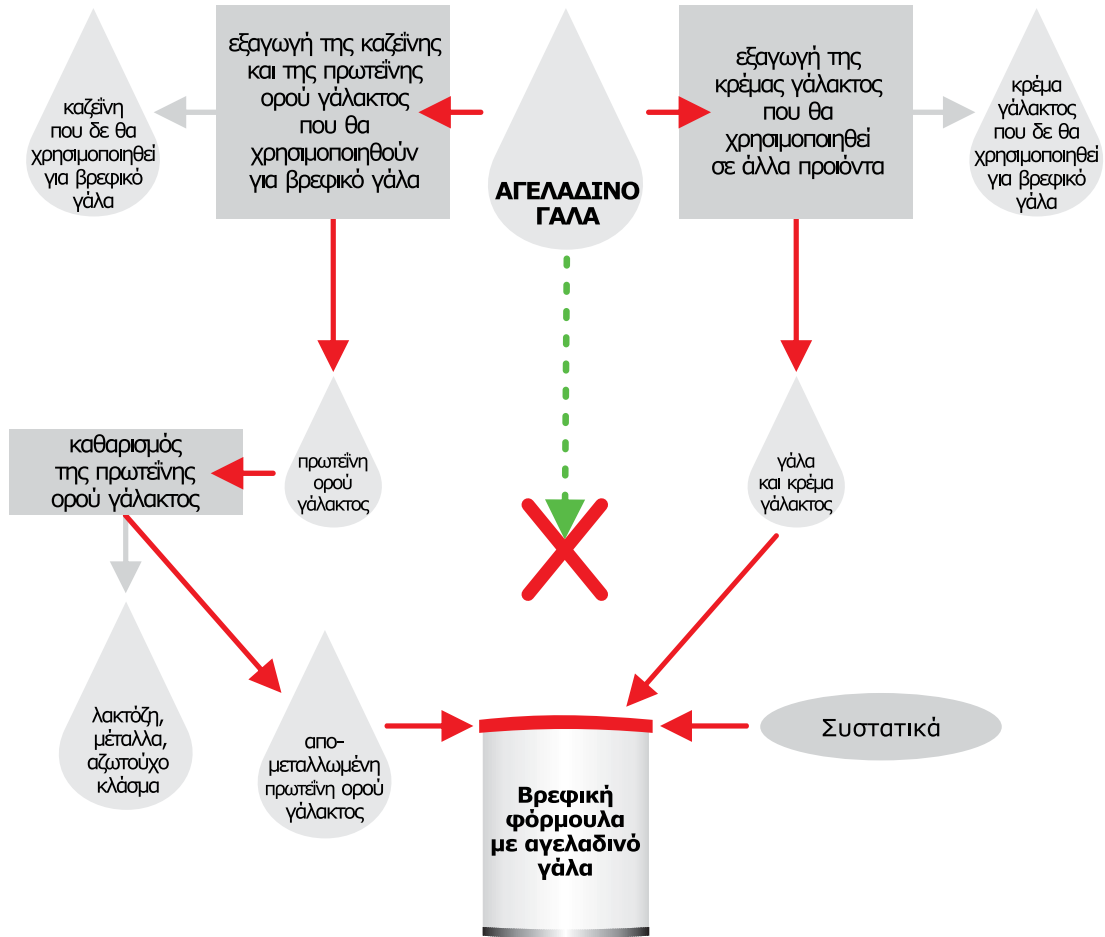 καζεΐνη
που δε θα
χρησιμοποιηθεί
για βρεφικό
γάλα
εξαγωγή της καζεΐνης
και της πρωτεΐνης
ορού γάλακτος
που θα
χρησιμοποιηθούν
για βρεφικό γάλα
ΑΓΕΛΑΔΙΝΟ
ΓΑΛΑ
εξαγωγή της
κρέμας γάλακτος
που θα
χρησιμοποιηθεί
σε άλλα προιόντα
κρέμα
γάλακτος
που δε θα
χρησιμοποιηθεί
για βρεφικό
γάλα
καθαρισμός
της πρωτεΐνης
ορού γάλακτος
πρωτεΐνη
ορού
γάλακτος
γάλα
και κρέμα
γάλακτος
λακτόζη,
μέταλλα,
αζωτούχο
κλάσμα
απο-
μεταλλωμένη
πρωτεΐνη ορού
γάλακτος
Βρεφική
φόρμουλα
με αγελαδινό
γάλα
Συστατικά